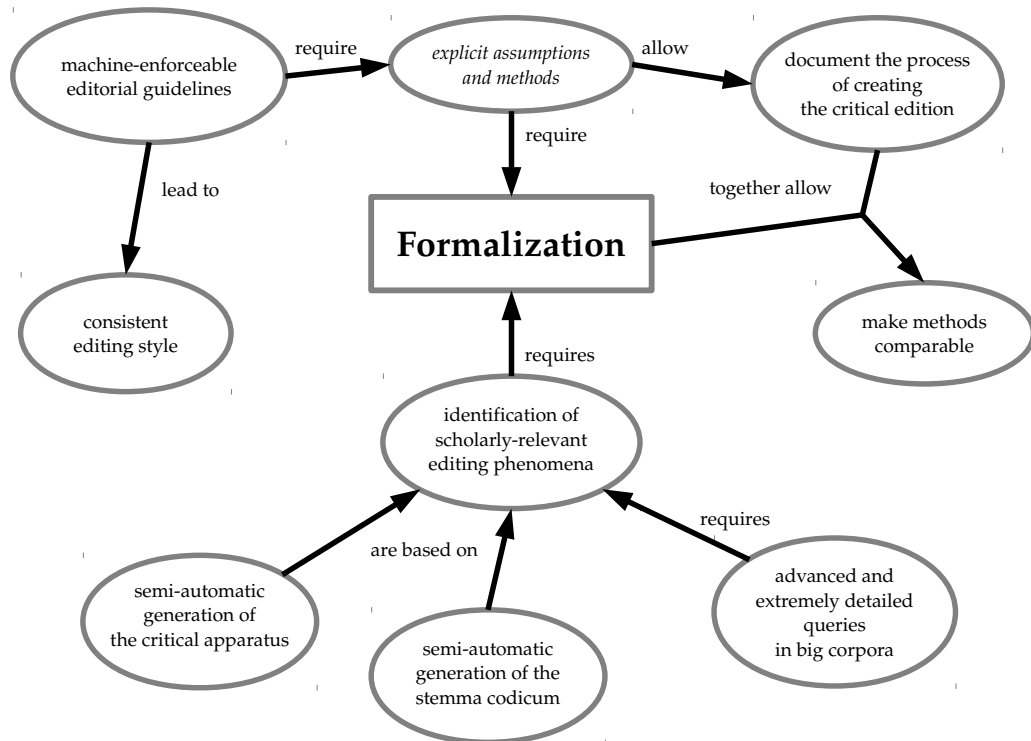 machine-enforceable
editorial guidelines
require
explicit assumptions
and methods
allow
document the process
of creating
the critical edition
require
lead to
together allow
Formalization
consistent
editing style
make methods
comparable
requires
identification of
scholarly-relevant
editing phenomena
are based on
requires
semi-automatic
generation of
the critical apparatus
semi-automatic
generation of the
stemma codicum
advanced and
extremely detailed
queries
in big corpora